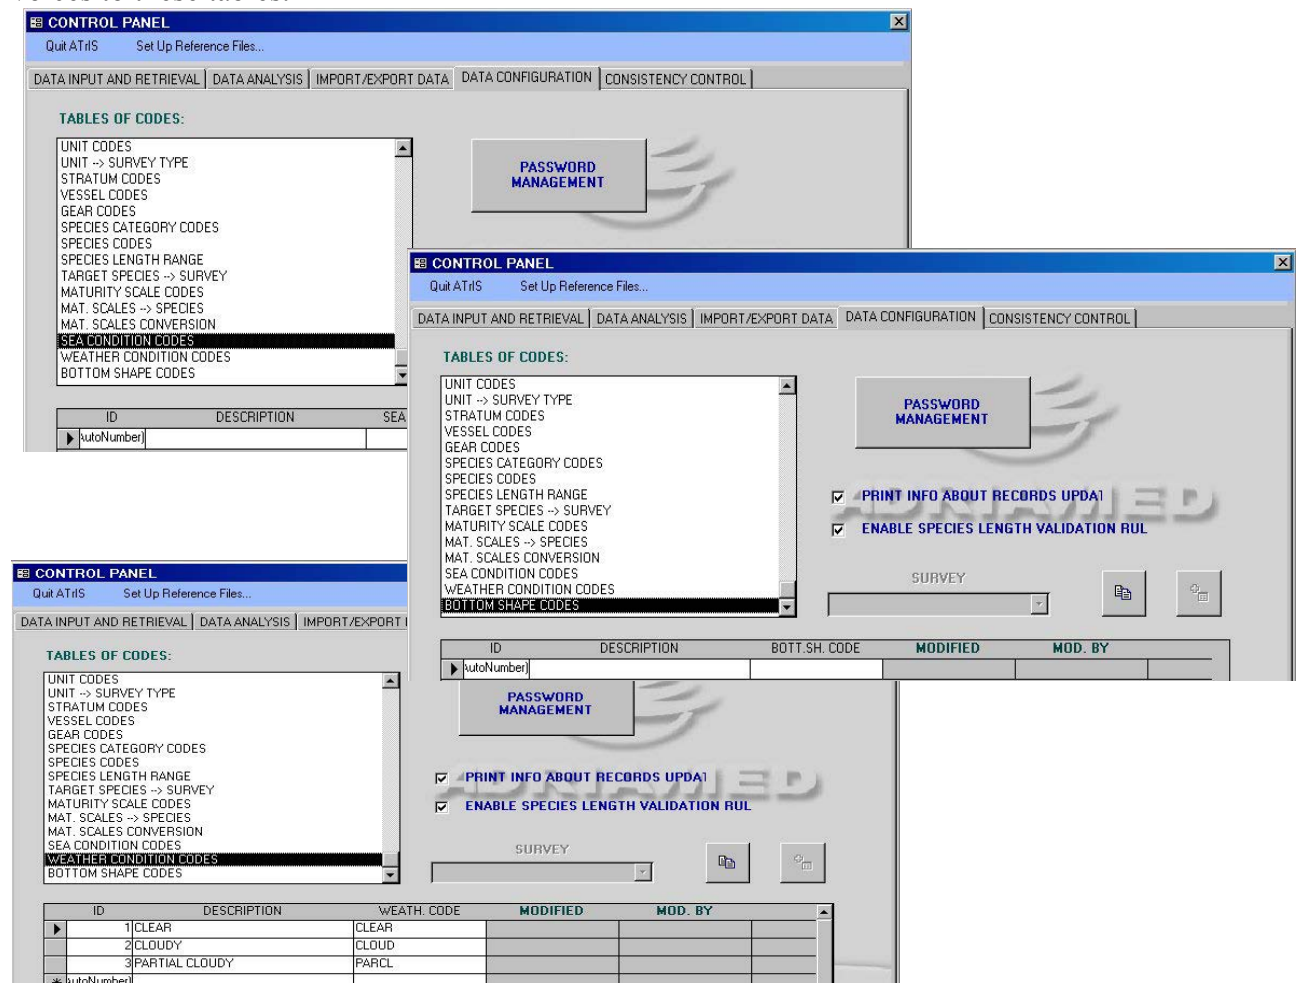 CONTROL PANEL
Quit ATrIS Set Up Reference Files...
DATA INPUT AND RETRIEVAL DATA ANALYSIS IMPORT/EXPORT DATA DATA CONFIGURATION CONSISTENCY CONTROL
TABLES OF CODES:
UNIT CODES
UNIT --> SURVEY TYPE
STRATUM CODES
VESSEL CODES
GEAR CODES
SPECIES CATEGORY CODES
SPECIES CODES
SPECIES LENGTH RANGE
TARGET SPECIES --> SURVEY
MATURITY SCALE CODES
MAT. SCALES --> SPECIES
MAT. SCALES CONVERSION
SEA CONDITION CODES
WEATHER CONDITION CODES
BOTTOM SHAPE CODES
PASSWORD
MANAGEMENT
ID DESCRIPTION SEA
utoNumber)
CONTROL PANEL
Quit ATrIS Set Up Reference Files...
DATA INPUT AND RETRIEVAL DATA ANALYSIS IMPORT/EXPORT DATA DATA CONFIGURATION CONSISTENCY CONTROL
TABLES OF CODES:
UNIT CODES
UNIT --> SURVEY TYPE
STRATUM CODES
VESSEL CODES
GEAR CODES
SPECIES CATEGORY CODES
SPECIES CODES
SPECIES LENGTH RANGE
TARGET SPECIES --> SURVEY
MATURITY SCALE CODES
MAT. SCALES --> SPECIES
MAT. SCALES CONVERSION
SEA CONDITION CODES
WEATHER CONDITION CODES
BOTTOM SHAPE CODES
PASSWORD
MANAGEMENT
ADRIAMED
PRINT INFO ABOUT RECORDS UPDAT
ENABLE SPECIES LENGTH VALIDATION RUL
SURVEY
ID DESCRIPTION BOTT.SH. CODE MODIFIED MOD. BY
utoNumber)
CONTROL PANEL
Quit ATrIS Set Up Reference Files...
DATA INPUT AND RETRIEVAL DATA ANALYSIS IMPORT/EXPORT
TABLES OF CODES:
UNIT CODES
UNIT --> SURVEY TYPE
STRATUM CODES
VESSEL CODES
GEAR CODES
SPECIES CATEGORY CODES
SPECIES CODES
SPECIES LENGTH RANGE
TARGET SPECIES --> SURVEY
MATURITY SCALE CODES
MAT. SCALES --> SPECIES
MAT. SCALES CONVERSION
SEA CONDITION CODES
WEATHER CONDITION CODES
BOTTOM SHAPE CODES
PASSWORD
MANAGEMENT
ADRIAMED
PRINT INFO ABOUT RECORDS UPDAT
ENABLE SPECIES LENGTH VALIDATION RUL
SURVEY
ID DESCRIPTION WEATH. CODE MODIFIED MOD. BY
1 CLEAR CLEAR
2 CLOUDY CLOUD
3 PARTIAL CLOUDY PARCL
utoNumber)